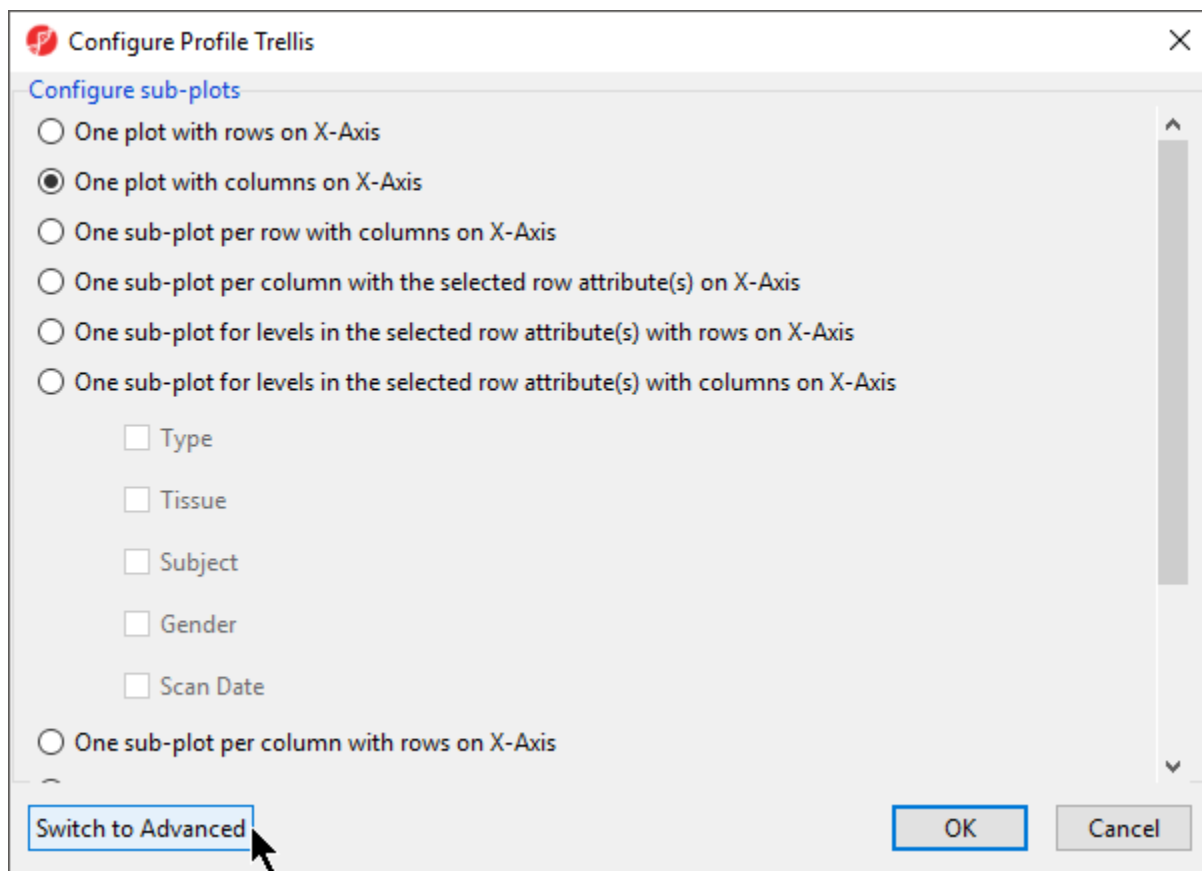 Configure Profile Trellis
Configure sub-plots
One plot with rows on X-Axis
One plot with columns on X-Axis
One sub-plot per row with columns on X-Axis
One sub-plot per column with the selected row attribute(s) on X-Axis
One sub-plot for levels in the selected row attribute(s) with rows on X-Axis
One sub-plot for levels in the selected row attribute(s) with columns on X-Axis
Type
Tissue
Subject
Gender
Scan Date
One sub-plot per column with rows on X-Axis
Switch to Advanced
OK
Cancel